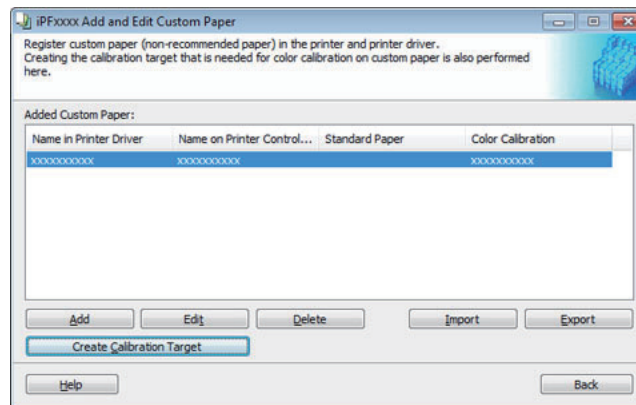 iPFxxxx Add and Edit Custom Paper
Register custom paper (non-recommended paper) in the printer and printer driver.
Creating the calibration target that is needed for color calibration on custom paper is also performed
here.
Added Custom Paper:
Name in Printer Driver Name on Printer Control... Standard Paper Color Calibration
xxxxxxxxxx xxxxxxxxxx xxxxxxxxxx
Add Edit Delete Import Export
Create Calibration Target
Help Back